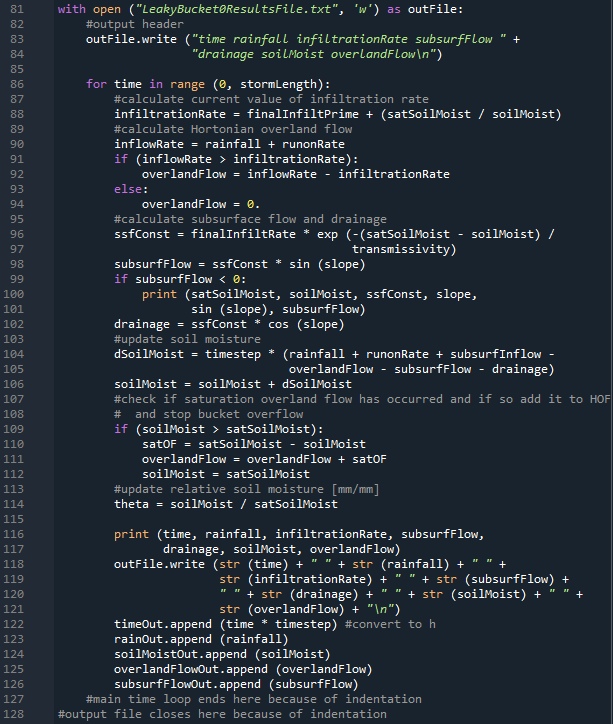 81 with open ("LeakyBucket0ResultsFile.txt", 'w') as outFile:
82     #output header
83     outFile.write ("time rainfall infiltrationRate subsurfFlow " +
84                    "drainage soilMoist overlandFlow\n")
85
86     for time in range (0, stormLength):
87         #calculate current value of infiltration rate
88         infiltrationRate = finalInfiltPrime + (satSoilMoist / soilMoist)
89         #calculate Hortonian overland flow
90         inflowRate = rainfall + runonRate
91         if (inflowRate > infiltrationRate):
92             overlandFlow = inflowRate - infiltrationRate
93         else:
94             overlandFlow = 0.
95         #calculate subsurface flow and drainage
96         ssfConst = finalInfiltRate * exp (-(satSoilMoist - soilMoist) /
97                                           transmissivity)
98         subsurfFlow = ssfConst * sin (slope)
99         if subsurfFlow < 0:
100             print (satSoilMoist, soilMoist, ssfConst, slope,
101                    sin (slope), subsurfFlow)
102         drainage = ssfConst * cos (slope)
103         #update soil moisture
104         dSoilMoist = timestep * (rainfall + runonRate + subsurInflow -
105                                  overlandFlow - subsurfFlow - drainage)
106         soilMoist = soilMoist + dSoilMoist
107         #check if saturation overland flow has occurred and if so add it to HOF
108         #  and stop bucket overflow
109         if (soilMoist > satSoilMoist):
110             satOF = satSoilMoist - soilMoist
111             overlandFlow = overlandFlow + satOF
112             soilMoist = satSoilMoist
113         #update relative soil moisture [mm/mm]
114         theta = soilMoist / satSoilMoist
115
116         print (time, rainfall, infiltrationRate, subsurfFlow,
117                drainage, soilMoist, overlandFlow)
118         outFile.write (str (time) + " " + str (rainfall) + " " +
119                        str (infiltrationRate) + " " + str (subsurfFlow) +
120                        " " + str (drainage) + " " + str (soilMoist) + " " +
121                        str (overlandFlow) + "\n")
122         timeOut.append (time * timestep) #convert to h
123         rainOut.append (rainfall)
124         soilMoistOut.append (soilMoist)
125         overlandFlowOut.append (overlandFlow)
126         subsurfFlowOut.append (subsurfFlow)
127     #main time loop ends here because of indentation
128 #output file closes here because of indentation